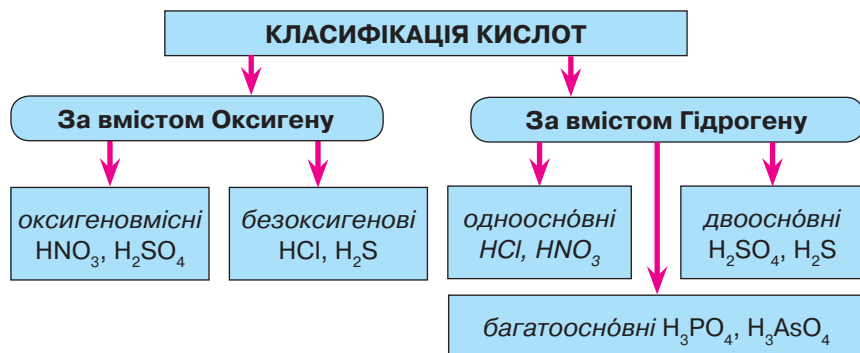 КЛАСИФІКАЦІЯ КИСЛОТ
За вмістом Оксигену
За вмістом Гідрогену
оксигеновмісні
HNO₃, H₂SO₄
безоксигенові
HCl, H₂S
одноосно́вні
HCl, HNO₃
двоосно́вні
H₂SO₄, H₂S
багатоосно́вні H₃PO₄, H₃AsO₄